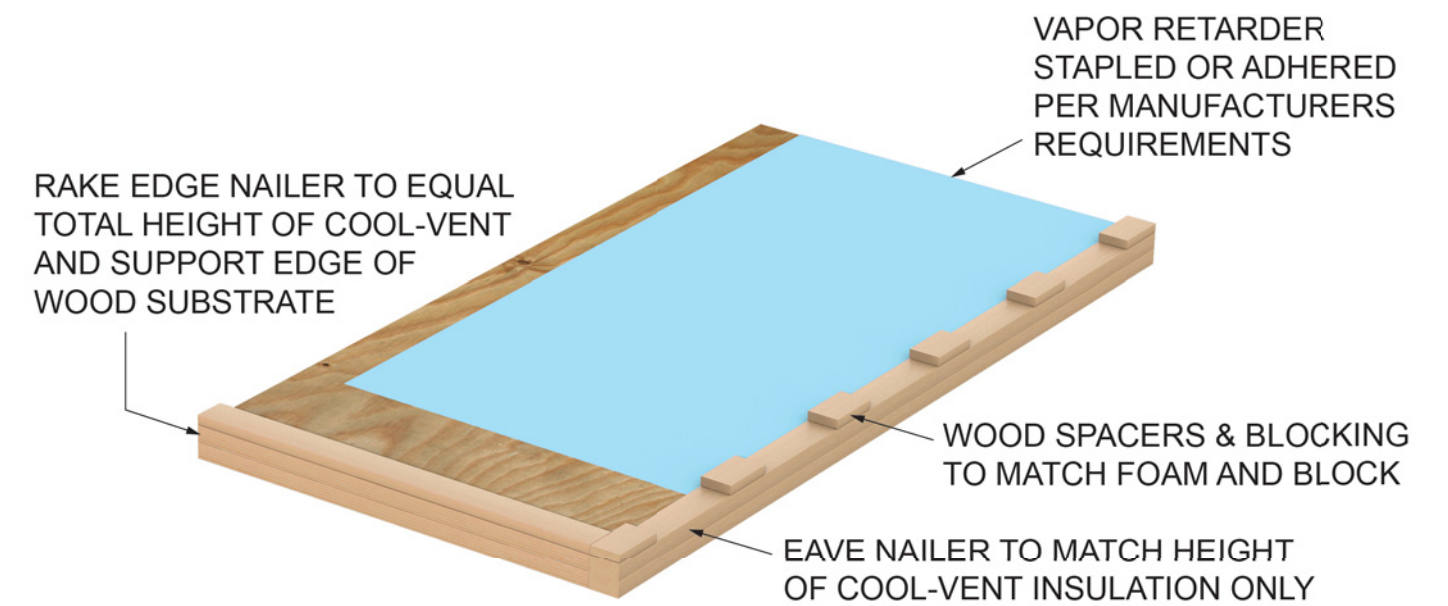 VAPOR RETARDER
STAPLED OR ADHERED
PER MANUFACTURERS
REQUIREMENTS
RAKE EDGE NAILER TO EQUAL
TOTAL HEIGHT OF COOL-VENT
AND SUPPORT EDGE OF
WOOD SUBSTRATE
WOOD SPACERS & BLOCKING
TO MATCH FOAM AND BLOCK
EAVE NAILER TO MATCH HEIGHT
OF COOL-VENT INSULATION ONLY